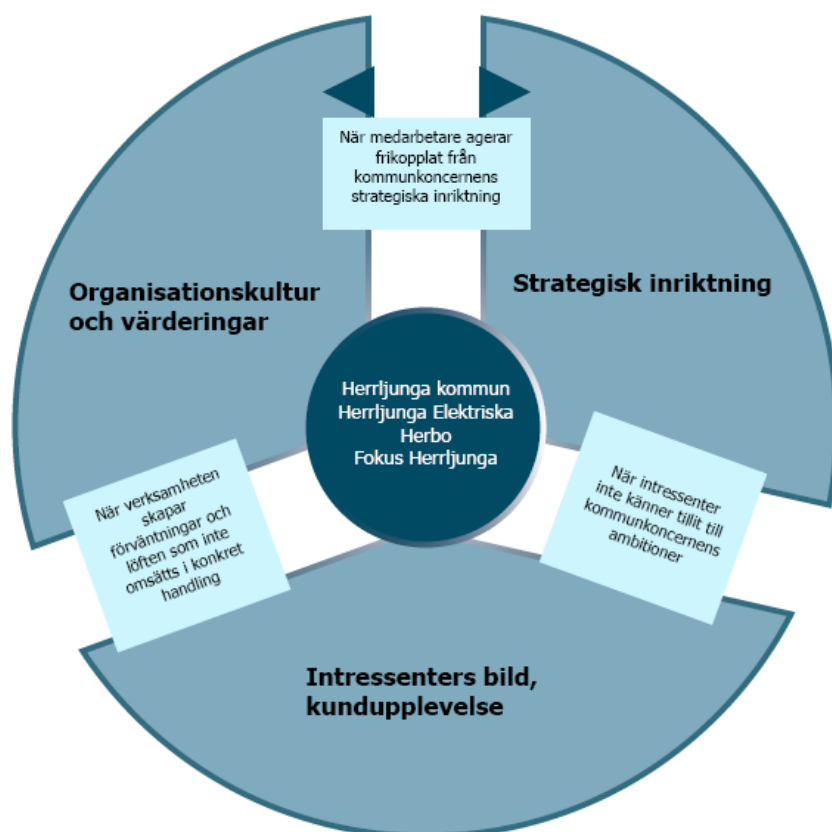 När medarbetare agerar
frikopplat från
kommunkoncernens
strategiska inriktning
Organisationskultur
och värderingar
Strategisk inriktning
Herrljunga kommun
Herrljunga Elektriska
Herbo
Fokus Herrljunga
När verksamheten
skapar
förväntningar och
löften som inte
omsätts i konkret
handling
När intressenter
inte känner tillit till
kommunkoncernens
ambitioner
Intressenters bild,
kundupplevelse